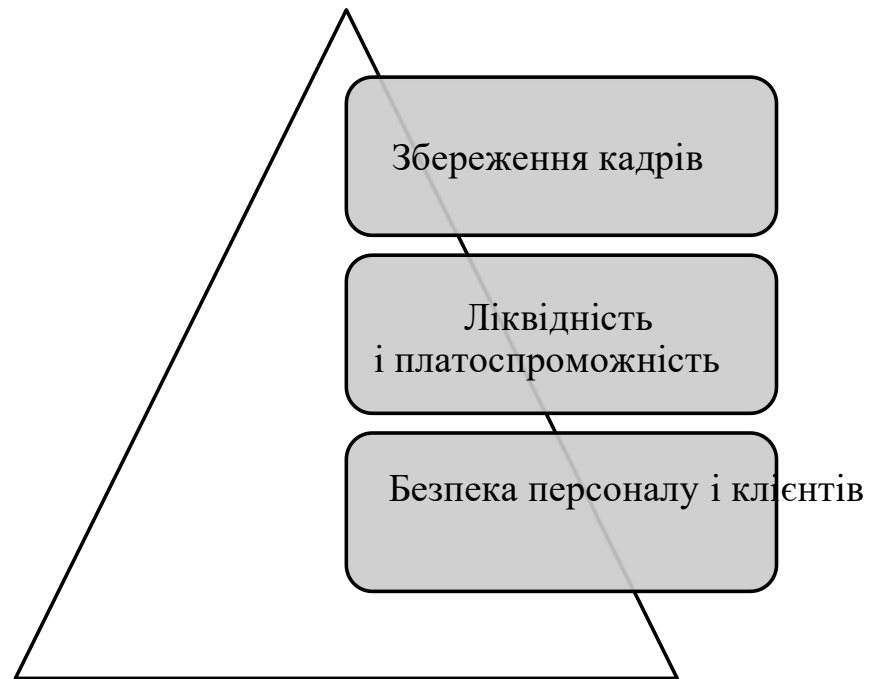 Збереження кадрів
Ліквідність
і платоспроможність
Безпека персоналу і клієнтів